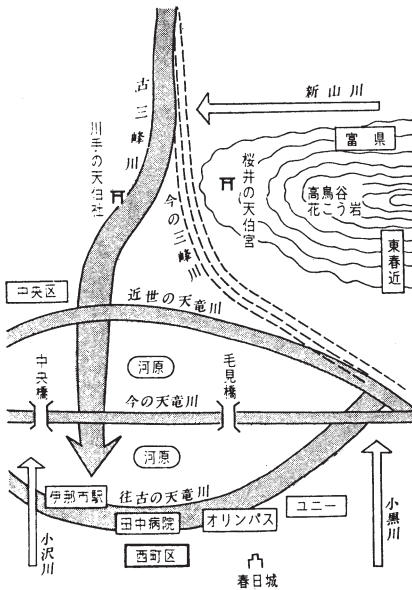 新山川
古三峰川
川手の天伯社
富県
桜井の天伯宮
高鳥谷
花こう岩
今の三峰川
東春近
中央区
近世の天竜川
中央橋
河原
毛見橋
今の天竜川
河原
伊那市駅
往古の天竜川
ユニー
オリンパス
田中病院
小沢川
西町区
春日城
小黒川